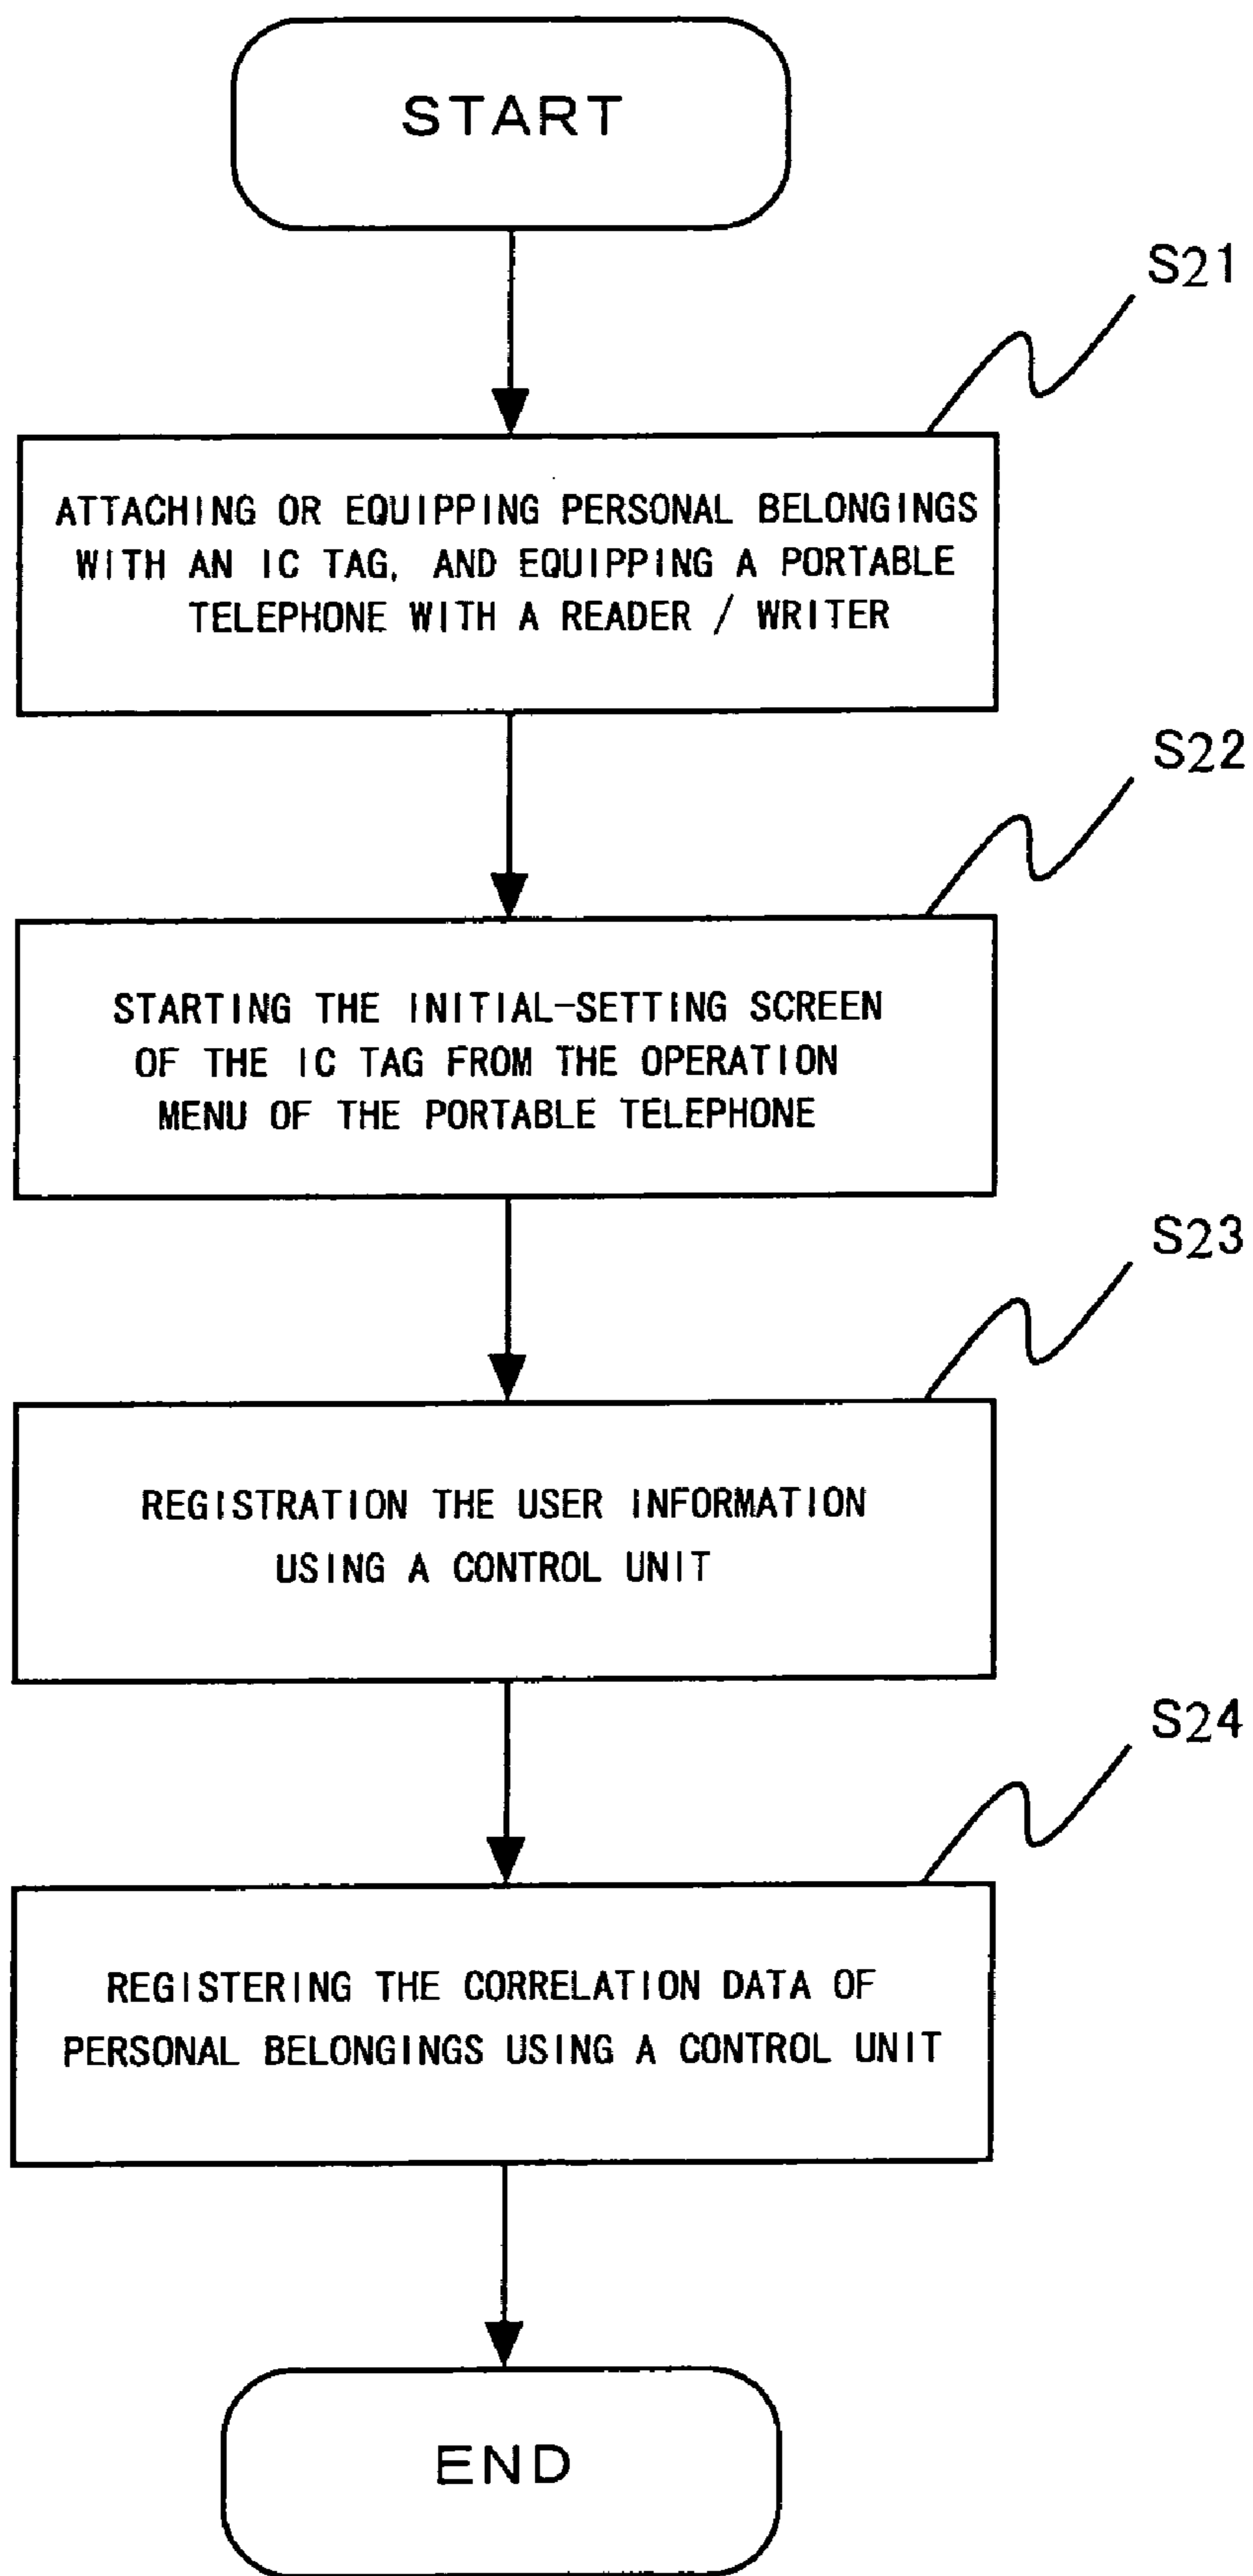 START
S21
ATTACHING OR EQUIPPING PERSONAL BELONGINGS
WITH AN IC TAG, AND EQUIPPING A PORTABLE
TELEPHONE WITH A READER / WRITER
S22
STARTING THE INITIAL-SETTING SCREEN
OF THE IC TAG FROM THE OPERATION
MENU OF THE PORTABLE TELEPHONE
S23
REGISTRATION THE USER INFORMATION
USING A CONTROL UNIT
S24
REGISTERING THE CORRELATION DATA OF
PERSONAL BELONGINGS USING A CONTROL UNIT
END